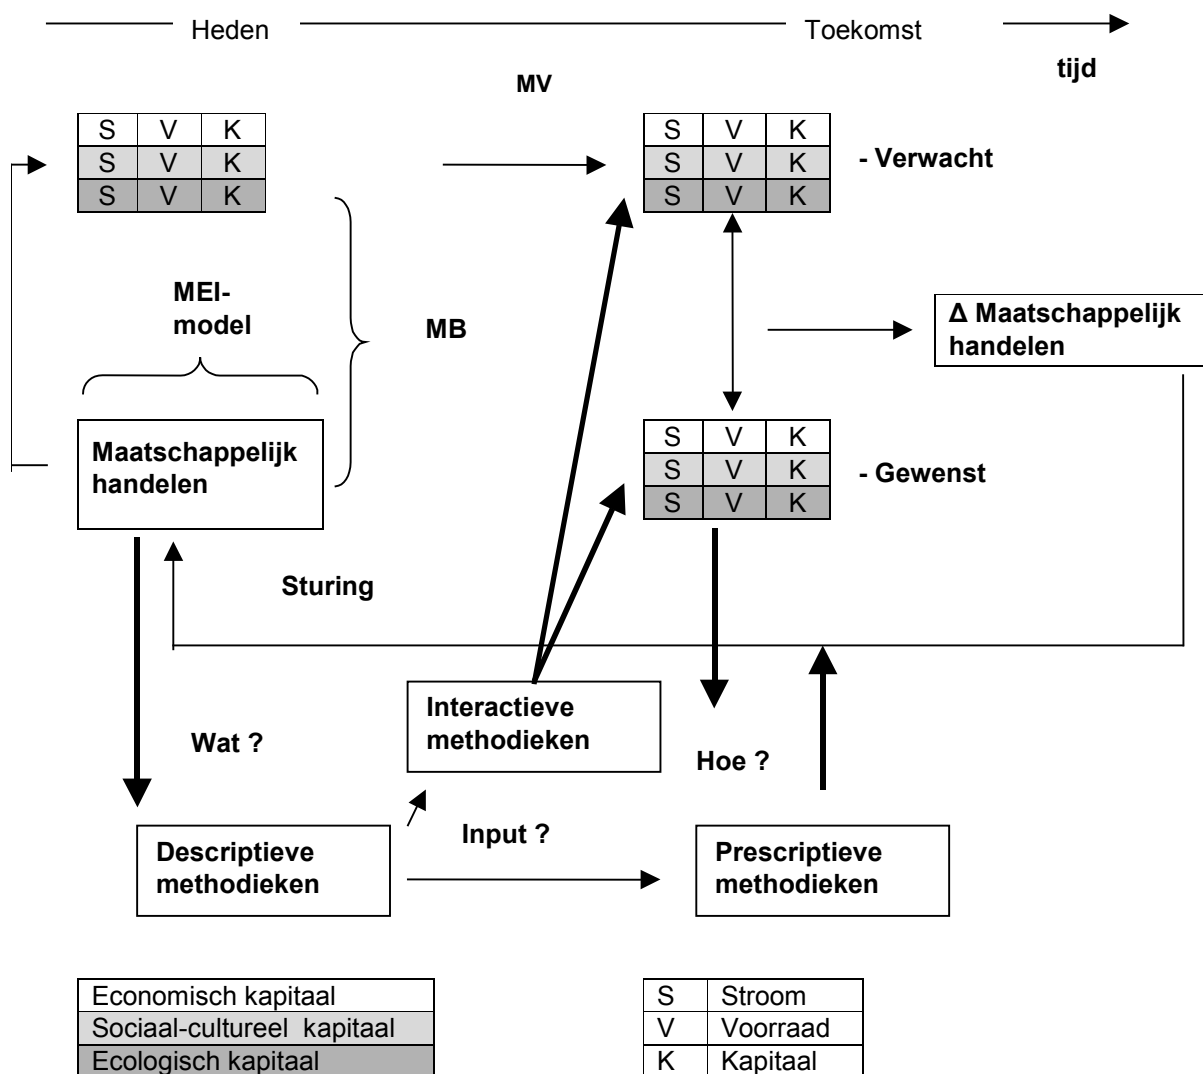 Heden
Toekomst
tijd
MV
S V K
S V K
S V K
S V K
S V K
S V K
- Verwacht
MEI-
model
MB
Δ Maatschappelijk
handelen
Maatschappelijk
handelen
S V K
S V K
S V K
- Gewenst
Sturing
Interactieve
methodieken
Wat ?
Hoe ?
Input ?
Descriptieve
methodieken
Prescriptieve
methodieken
Economisch kapitaal
Sociaal-cultureel kapitaal
Ecologisch kapitaal
S Stroom
V Voorraad
K Kapitaal